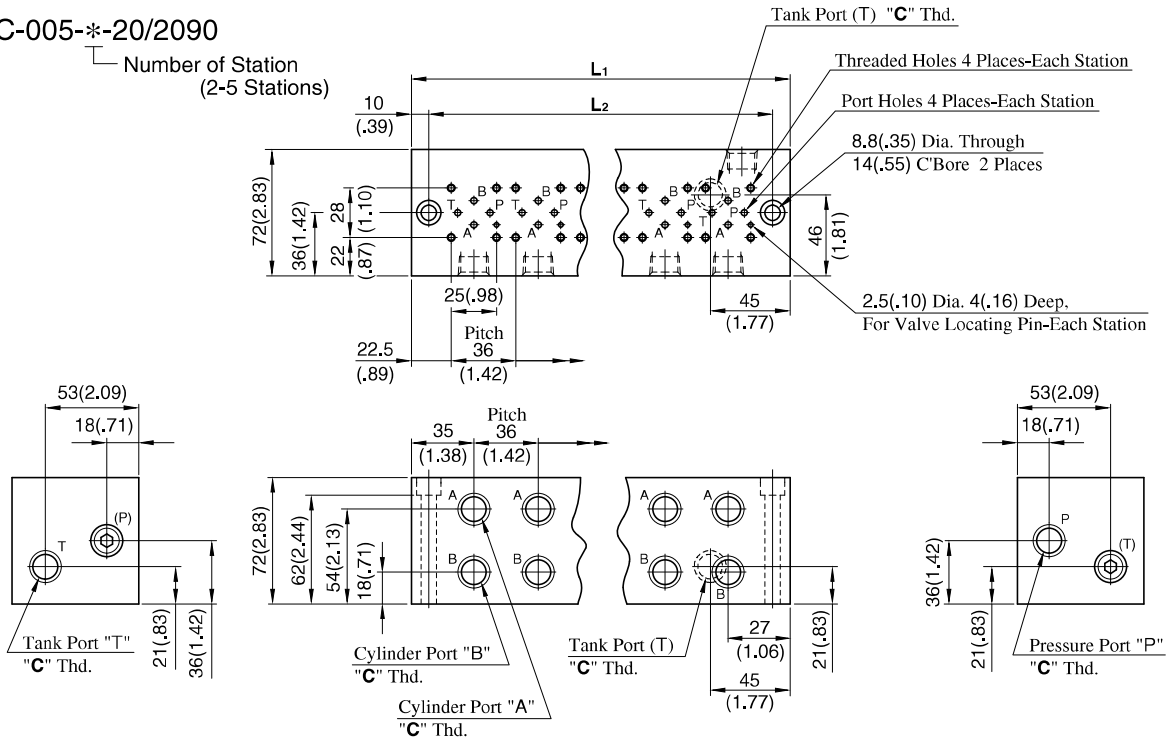 C-005-*-20/2090
Number of Station
(2-5 Stations)
Tank Port (T) "C" Thd.
Threaded Holes 4 Places-Each Station
Port Holes 4 Places-Each Station
8.8(.35) Dia. Through
14(.55) C'Bore 2 Places
2.5(.10) Dia. 4(.16) Deep,
For Valve Locating Pin-Each Station
L1
L2
10
(.39)
72(2.83)
36(1.42)
28
(1.10)
22
(.87)
T B P A T B P A T B P A T B P A
46
(1.81)
25(.98)
45
(1.77)
22.5
(.89)
Pitch
36
(1.42)
53(2.09)
18(.71)
T
(P)
21(.83)
36(1.42)
Tank Port "T"
"C" Thd.
35
(1.38)
Pitch
36
(1.42)
72(2.83)
62(2.44)
54(2.13)
18(.71)
A A A A
B B B B
27
(1.06)
45
(1.77)
21(.83)
Cylinder Port "B"
"C" Thd.
Cylinder Port "A"
"C" Thd.
Tank Port (T)
"C" Thd.
53(2.09)
18(.71)
P
(T)
36(1.42)
21(.83)
Pressure Port "P"
"C" Thd.